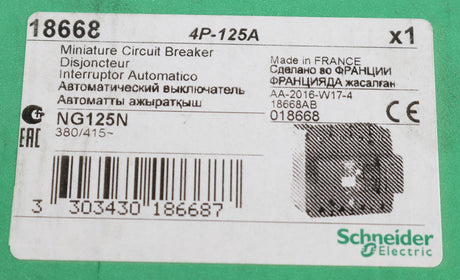 18668 4P-125A x1
Miniature Circuit Breaker
Disjoncteur
Interruptor Automatico
Автоматический выключатель
Автоматты ажыратқыш
Made in FRANCE
Сделано во ФРАНЦИИ
ФРАНЦИЯДА жасалған
AA-2016-W17-4
18668AB
018668
CE
EAC
NG125N
380/415~
3 303430 186687
Schneider
Electric